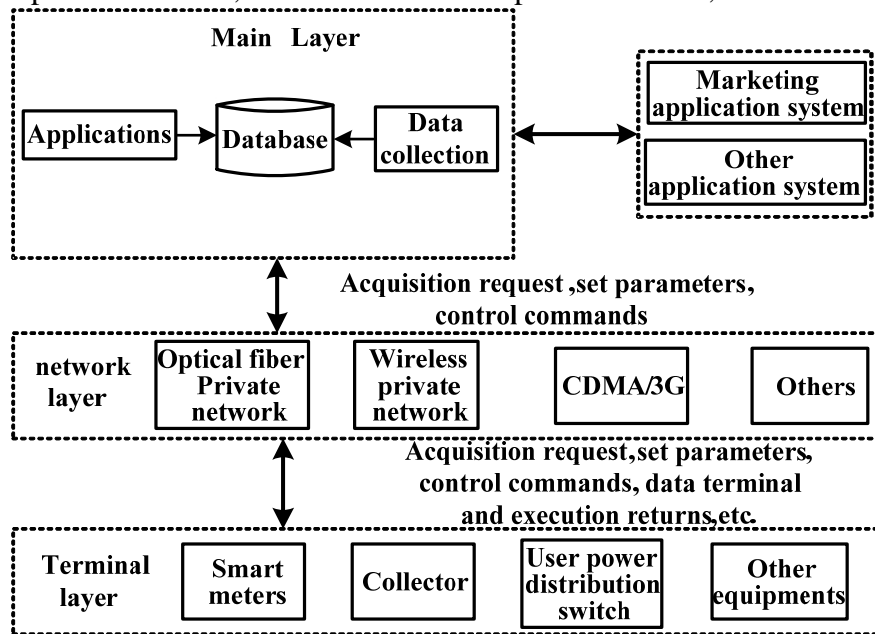 Main Layer
Applications
Database
Data
collection
Marketing
application system
Other
application system
Acquisition request ,set parameters,
control commands
network
layer
Optical fiber
Private
network
Wireless
private
network
CDMA/3G
Others
Acquisition request,set parameters,
control commands, data terminal
and execution returns,etc.
Terminal
layer
Smart
meters
Collector
User power
distribution
switch
Other
equipments